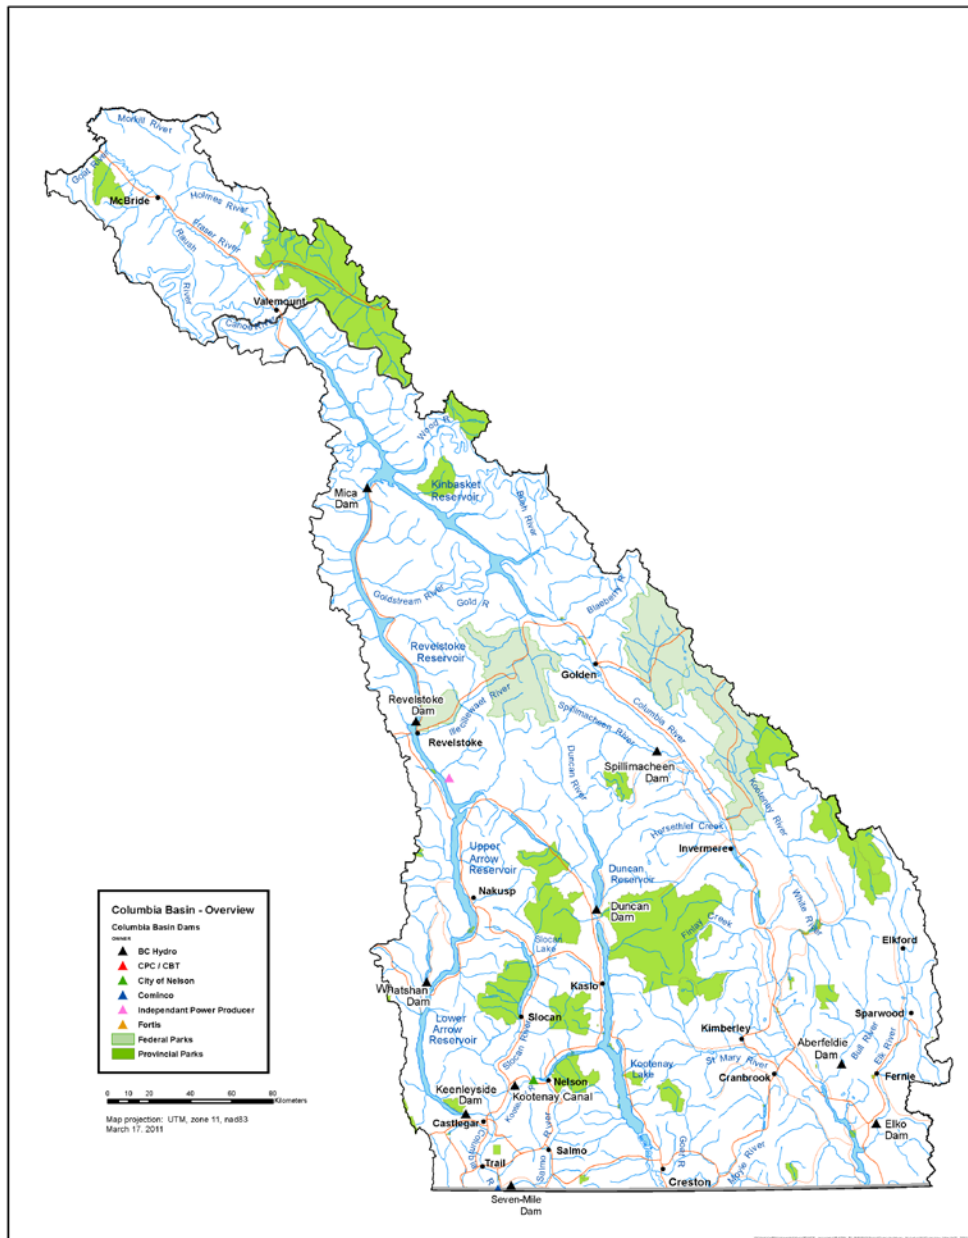 Morkill River
Goat River
McBride
Holmes River
Fraser River
Raush
River
Valemount
Canoe
Wood R
Kinbasket
Reservoir
Mica
Dam
Bush River
Goldstream River
Gold R
Blaeberry R
Revelstoke
Reservoir
Golden
Revelstoke
Dam
Illecillewaet River
Revelstoke
Spillimacheen River
Columbia River
Spillimacheen
Dam
Duncan River
Kootenay River
Horsethief Creek
Invermere
Upper
Arrow
Reservoir
Duncan
Reservoir
Nakusp
Duncan
Dam
White River
Finlay Creek
Slocan
Lake
Elkford
Whatshan
Dam
Kaslo
Slocan
Sparwood
Lower
Arrow
Reservoir
Kimberley
Aberfeldie
Dam
Bull River
Elk River
Slocan River
St Mary River
Kootenay
Lake
Cranbrook
Fernie
Nelson
Keenleyside
Dam
Kootenay Canal
Castlegar
Elko
Dam
Columbia
R
Salmo River
Salmo
Trail
Goat R
Moyie River
Creston
Seven-Mile
Dam
Columbia Basin - Overview
Columbia Basin Dams
OWNER
BC Hydro
CPC / CBT
City of Nelson
Cominco
Independant Power Producer
Fortis
Federal Parks
Provincial Parks
0 10 20 40 60 80
Kilometers
Map projection: UTM, zone 11, nad83
March 17, 2011